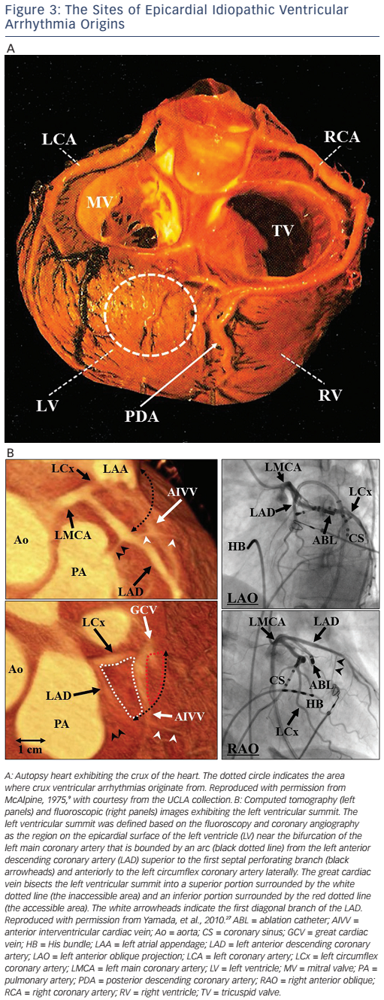 Figure 3: The Sites of Epicardial Idiopathic Ventricular
Arrhythmia Origins
A
LCA
RCA
MV
TV
LV
PDA
RV
B
LCx
LAA
AIVV
Ao
LMCA
PA
LAD
LMCA
LCx
LAD
HB
ABL
CS
LAO
GCV
LCx
Ao
LAD
PA
AIVV
1 cm
LMCA
LAD
CS
ABL
HB
LCx
RAO
A: Autopsy heart exhibiting the crux of the heart. The dotted circle indicates the area
where crux ventricular arrhythmias originate from. Reproduced with permission from
McAlpine, 1975,⁹ with courtesy from the UCLA collection. B: Computed tomography (left
panels) and fluoroscopic (right panels) images exhibiting the left ventricular summit. The
left ventricular summit was defined based on the fluoroscopy and coronary angiography
as the region on the epicardial surface of the left ventricle (LV) near the bifurcation of the
left main coronary artery that is bounded by an arc (black dotted line) from the left anterior
descending coronary artery (LAD) superior to the first septal perforating branch (black
arrowheads) and anteriorly to the left circumflex coronary artery laterally. The great cardiac
vein bisects the left ventricular summit into a superior portion surrounded by the white
dotted line (the inaccessible area) and an inferior portion surrounded by the red dotted line
(the accessible area). The white arrowheads indicate the first diagonal branch of the LAD.
Reproduced with permission from Yamada, et al., 2010.²⁷ ABL = ablation catheter; AIVV =
anterior interventricular cardiac vein; Ao = aorta; CS = coronary sinus; GCV = great cardiac
vein; HB = His bundle; LAA = left atrial appendage; LAD = left anterior descending coronary
artery; LAO = left anterior oblique projection; LCA = left coronary artery; LCx = left circumflex
coronary artery; LMCA = left main coronary artery; LV = left ventricle; MV = mitral valve; PA =
pulmonary artery; PDA = posterior descending coronary artery; RAO = right anterior oblique;
RCA = right coronary artery; RV = right ventricle; TV = tricuspid valve.